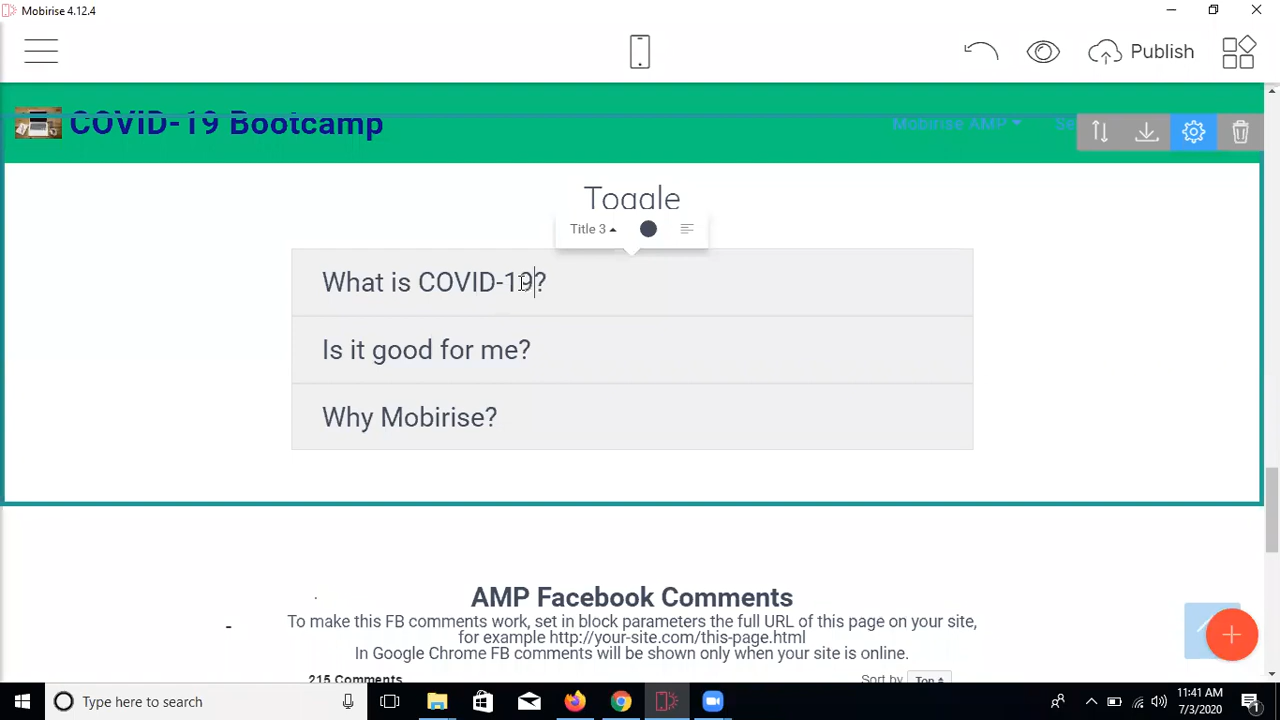 Mobirise 4.12.4
Publish
COVID-19 Bootcamp
Mobirise AMP
Toggle
Title 3
What is COVID-19?
Is it good for me?
Why Mobirise?
AMP Facebook Comments
To make this FB comments work, set in block parameters the full URL of this page on your site,
for example http://your-site.com/this-page.html
In Google Chrome FB comments will be shown only when your site is online.
215 Comments
Sort by Top
Type here to search
11:41 AM
7/3/2020
1